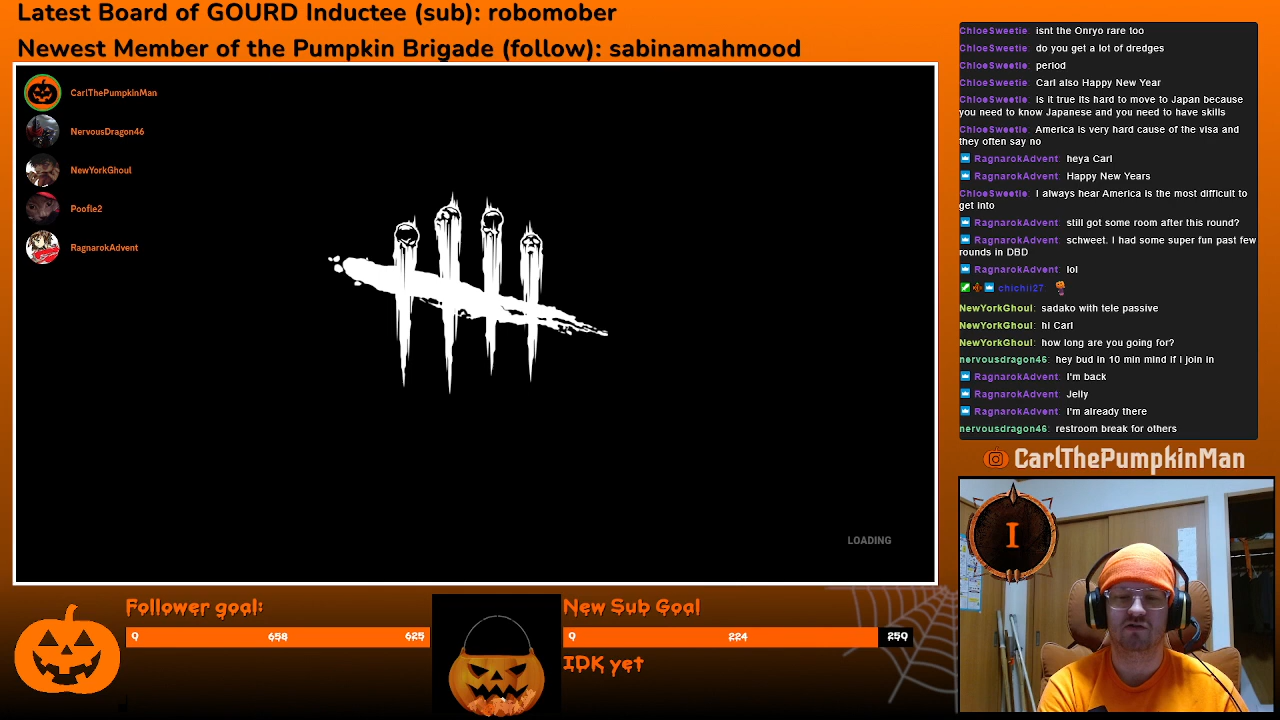 Latest Board of GOURD Inductee (sub): robomober
Newest Member of the Pumpkin Brigade (follow): sabinamahmood
CarlThePumpkinMan
NervousDragon46
NewYorkGhoul
Poofie2
RagnarokAdvent
LOADING
ChloeSweetie: isnt the Onryo rare too
ChloeSweetie: do you get a lot of dredges
ChloeSweetie: period
ChloeSweetie: Carl also Happy New Year
ChloeSweetie: is it true its hard to move to Japan because
you need to know Japanese and you need to have skills
ChloeSweetie: America is very hard cause of the visa and
they often say no
RagnarokAdvent: heya Carl
RagnarokAdvent: Happy New Years
ChloeSweetie: I always hear America is the most difficult to
get into
RagnarokAdvent: still got some room after this round?
RagnarokAdvent: schweet. I had some super fun past few
rounds in DBD
RagnarokAdvent: lol
chichii27
NewYorkGhoul: sadako with tele passive
NewYorkGhoul: hi Carl
NewYorkGhoul: how long are you going for?
nervousdragon46: hey bud in 10 min mind if I join in
RagnarokAdvent: I'm back
RagnarokAdvent: Jelly
RagnarokAdvent: I'm already there
nervousdragon46: restroom break for others
CarlThePumpkinMan
I
Follower goal:
0 658 625
New Sub Goal
0 224 250
IDK yet